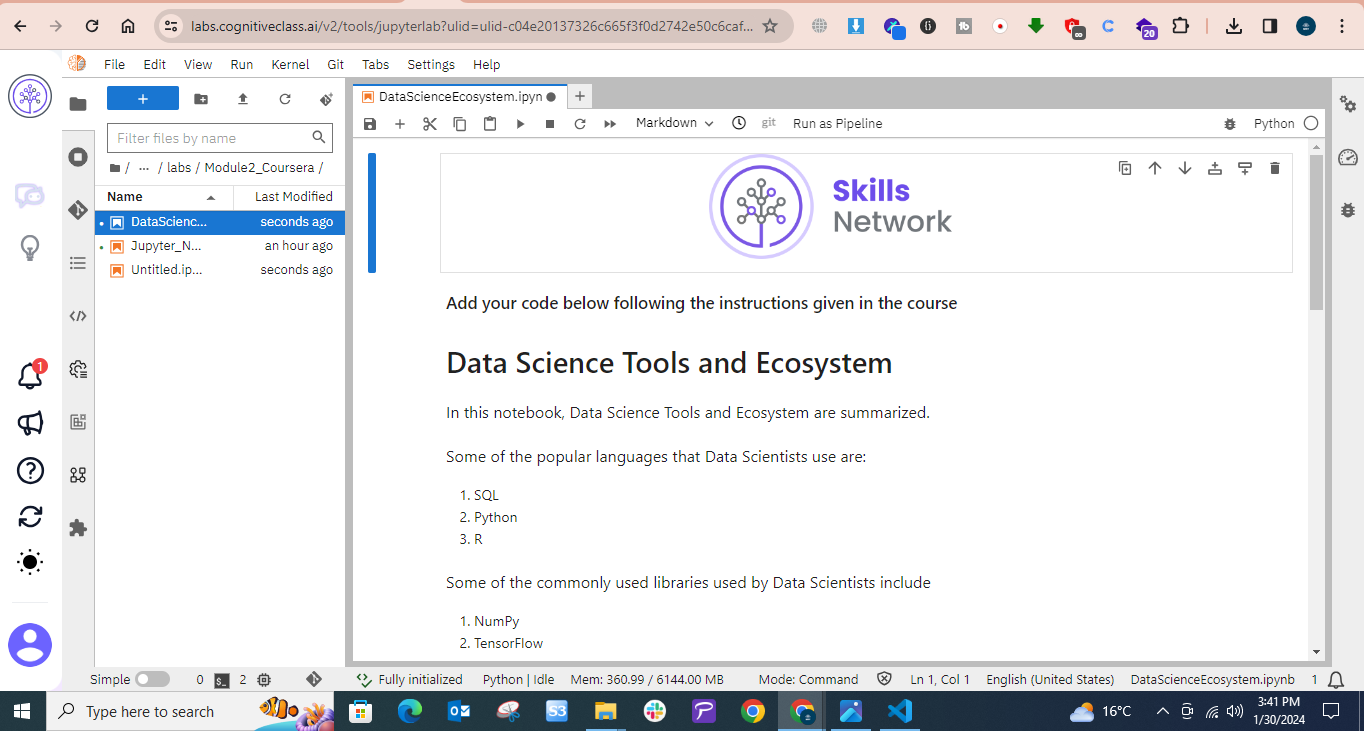 labs.cognitiveclass.ai/v2/tools/jupyterlab?ulid=ulid-c04e20137326c665f3f0d2742e50c6caf...
20
File Edit View Run Kernel Git Tabs Settings Help
+
DataScienceEcosystem.ipyn
Filter files by name
Markdown git Run as Pipeline Python
/ ... / labs / Module2_Coursera /
Name Last Modified
DataScienc... seconds ago
Jupyter_N... an hour ago
Untitled.ip... seconds ago
Skills
Network
Add your code below following the instructions given in the course
Data Science Tools and Ecosystem
In this notebook, Data Science Tools and Ecosystem are summarized.
Some of the popular languages that Data Scientists use are:
1. SQL
2. Python
3. R
Some of the commonly used libraries used by Data Scientists include
1. NumPy
2. TensorFlow
1
Simple 0 2 Fully initialized Python | Idle Mem: 360.99 / 6144.00 MB Mode: Command Ln 1, Col 1 English (United States) DataScienceEcosystem.ipynb 1
Type here to search
16°C
3:41 PM
1/30/2024